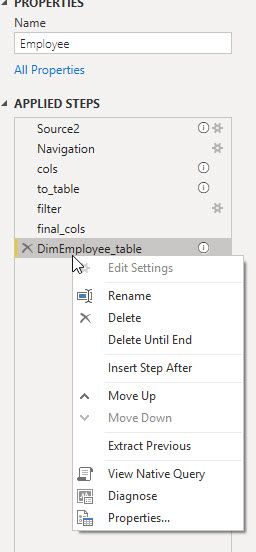 PROPERTIES
Name
Employee
All Properties
APPLIED STEPS
Source2
Navigation
cols
to_table
filter
final_cols
DimEmployee_table
Edit Settings
Rename
Delete
Delete Until End
Insert Step After
Move Up
Move Down
Extract Previous
View Native Query
Diagnose
Properties...